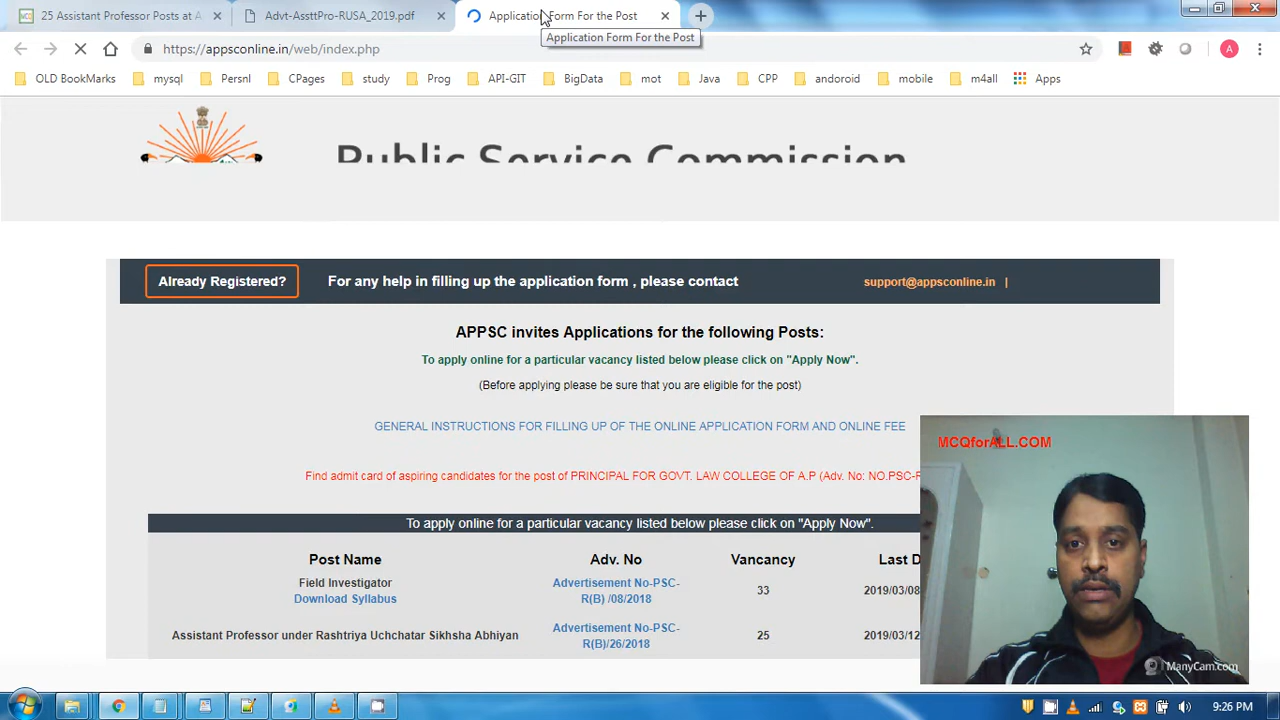 25 Assistant Professor Posts at A
Advt-AssttPro-RUSA_2019.pdf
Application Form For the Post
Application Form For the Post
https://appsconline.in/web/index.php
A
OLD BookMarks
mysql
Persnl
CPages
study
Prog
API-GIT
BigData
mot
Java
CPP
andoroid
mobile
m4all
Apps
Public Service Commission
Already Registered?
For any help in filling up the application form , please contact
support@appsconline.in |
APPSC invites Applications for the following Posts:
To apply online for a particular vacancy listed below please click on "Apply Now".
(Before applying please be sure that you are eligible for the post)
GENERAL INSTRUCTIONS FOR FILLING UP OF THE ONLINE APPLICATION FORM AND ONLINE FEE
MCQforALL.COM
Find admit card of aspiring candidates for the post of PRINCIPAL FOR GOVT. LAW COLLEGE OF A.P (Adv. No: NO.PSC-R
To apply online for a particular vacancy listed below please click on "Apply Now".
Post Name
Adv. No
Vancancy
Last D
Field Investigator
Download Syllabus
Advertisement No-PSC-
R(B) /08/2018
33
2019/03/08
Assistant Professor under Rashtriya Uchchatar Sikhsha Abhiyan
Advertisement No-PSC-
R(B)/26/2018
25
2019/03/12
ManyCam.com
9:26 PM